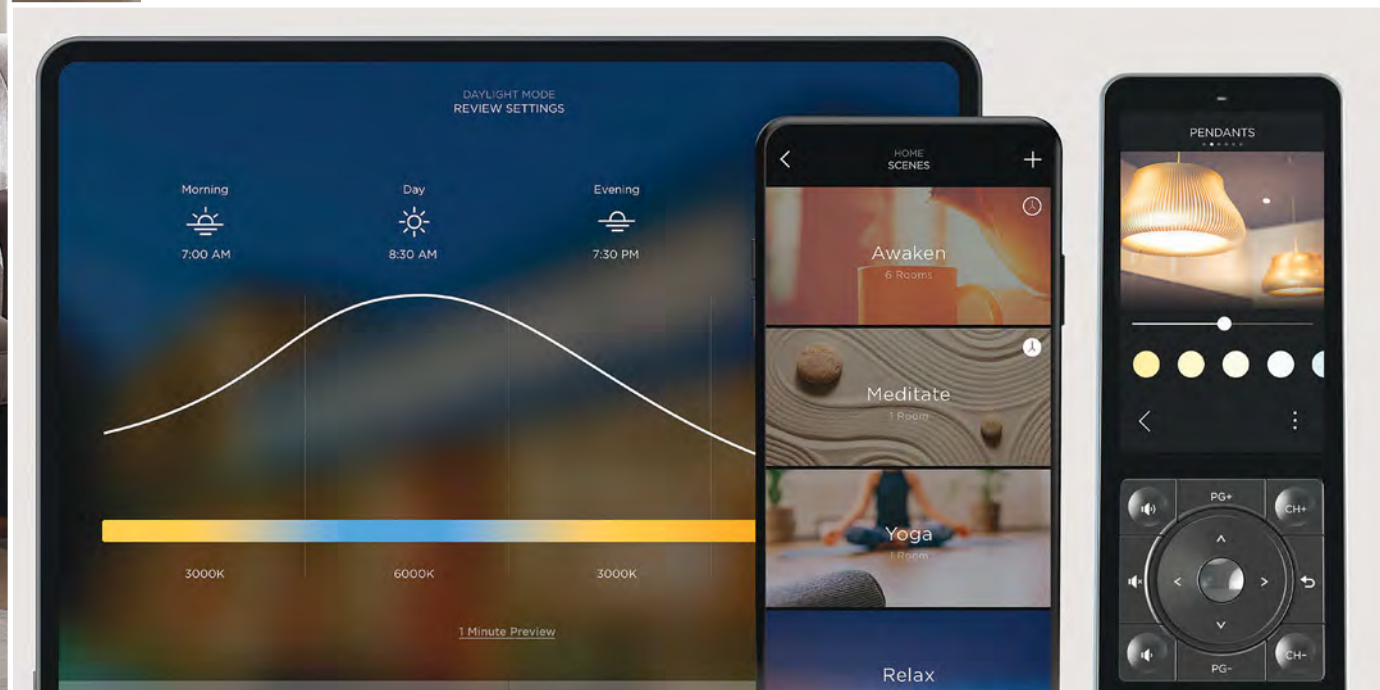 DAYLIGHT MODE
REVIEW SETTINGS
Morning
Day
Evening
7:00 AM
8:30 AM
7:30 PM
3000K
6000K
3000K
1 Minute Preview
HOME
SCENES
Awaken
6 Rooms
Meditate
1 Room
Yoga
1 Room
Relax
PENDANTS
PG+
CH+
PG-
CH-